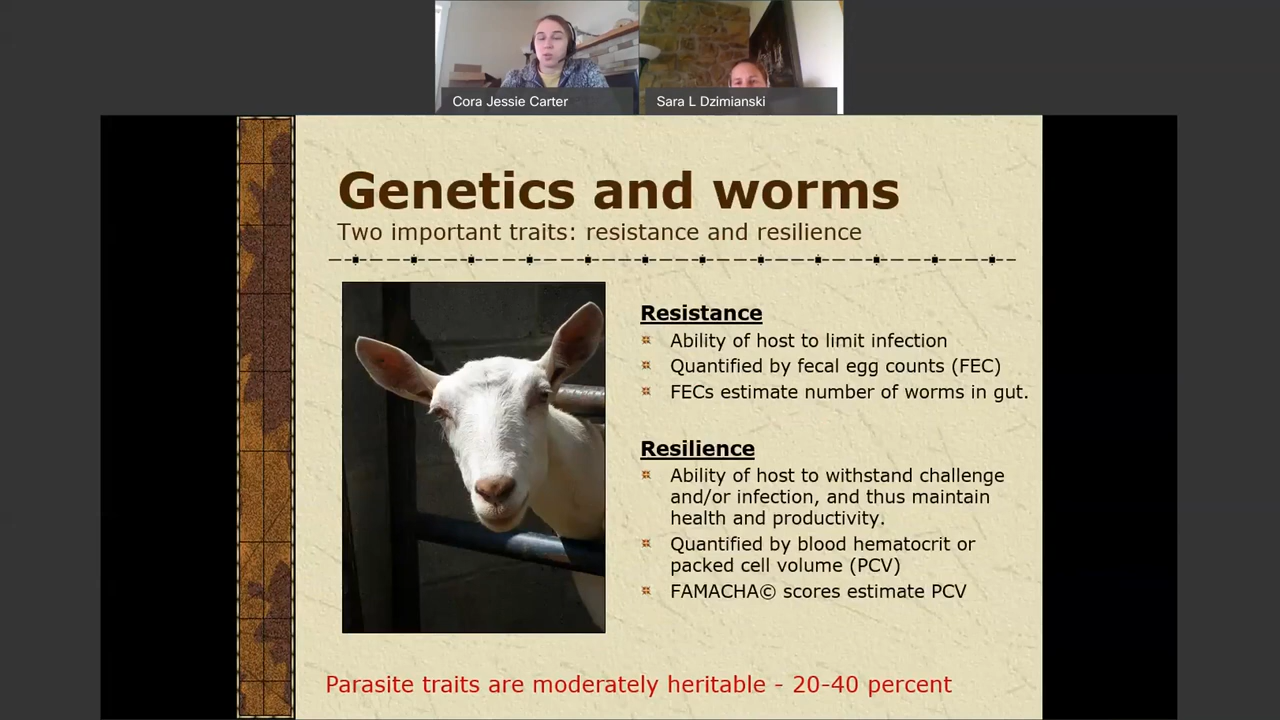 Cora Jessie Carter
Sara L Dzimianski
Genetics and worms
Two important traits: resistance and resilience
Resistance
Ability of host to limit infection
Quantified by fecal egg counts (FEC)
FECs estimate number of worms in gut.
Resilience
Ability of host to withstand challenge
and/or infection, and thus maintain
health and productivity.
Quantified by blood hematocrit or
packed cell volume (PCV)
FAMACHA© scores estimate PCV
Parasite traits are moderately heritable - 20-40 percent